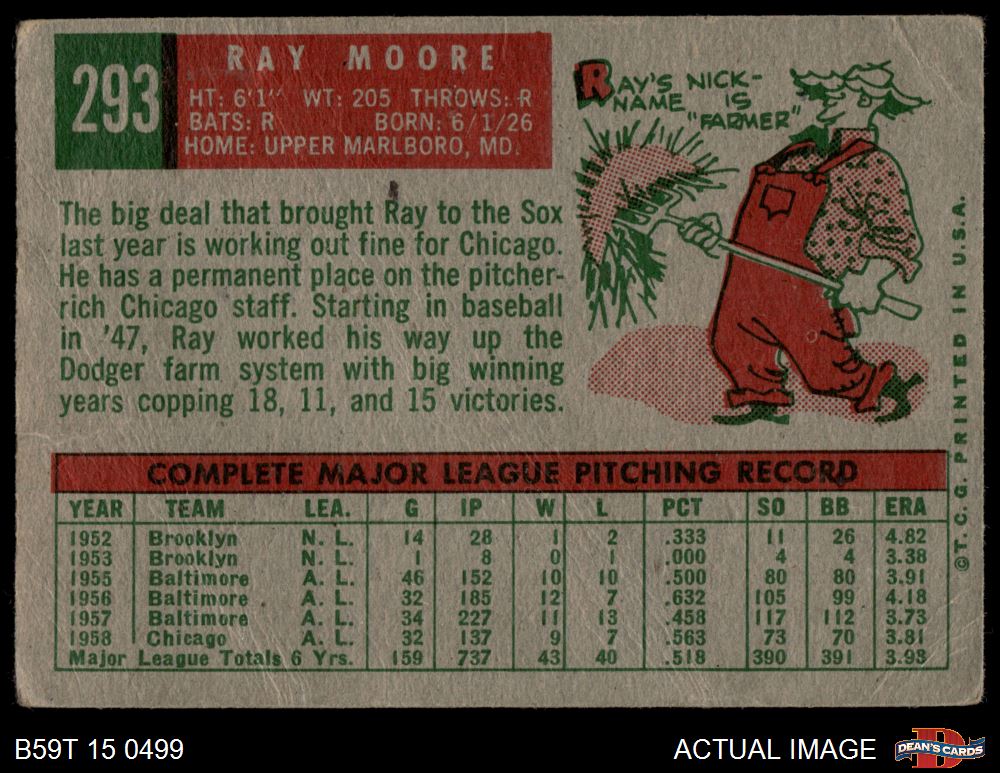 293
RAY MOORE
HT: 6'1" WT: 205 THROWS: R
BATS: R BORN: 6/1/26
HOME: UPPER MARLBORO, MD.
RAY'S NICK-
NAME IS
"FARMER"
The big deal that brought Ray to the Sox
last year is working out fine for Chicago.
He has a permanent place on the pitcher-
rich Chicago staff. Starting in baseball
in '47, Ray worked his way up the
Dodger farm system with big winning
years copping 18, 11, and 15 victories.
©T. C. G. PRINTED IN U.S.A.
COMPLETE MAJOR LEAGUE PITCHING RECORD
YEAR TEAM LEA. G IP W L PCT SO BB ERA
1952 Brooklyn N. L. 14 28 1 2 .333 11 26 4.82
1953 Brooklyn N. L. 1 8 0 1 .000 4 4 3.38
1955 Baltimore A. L. 46 152 10 10 .500 80 80 3.91
1956 Baltimore A. L. 32 185 12 7 .632 105 99 4.18
1957 Baltimore A. L. 34 227 11 13 .458 117 112 3.73
1958 Chicago A. L. 32 137 9 7 .563 73 70 3.81
Major League Totals 6 Yrs. 159 737 43 40 .518 390 391 3.93
B59T 15 0499
ACTUAL IMAGE
DEAN'S CARDS